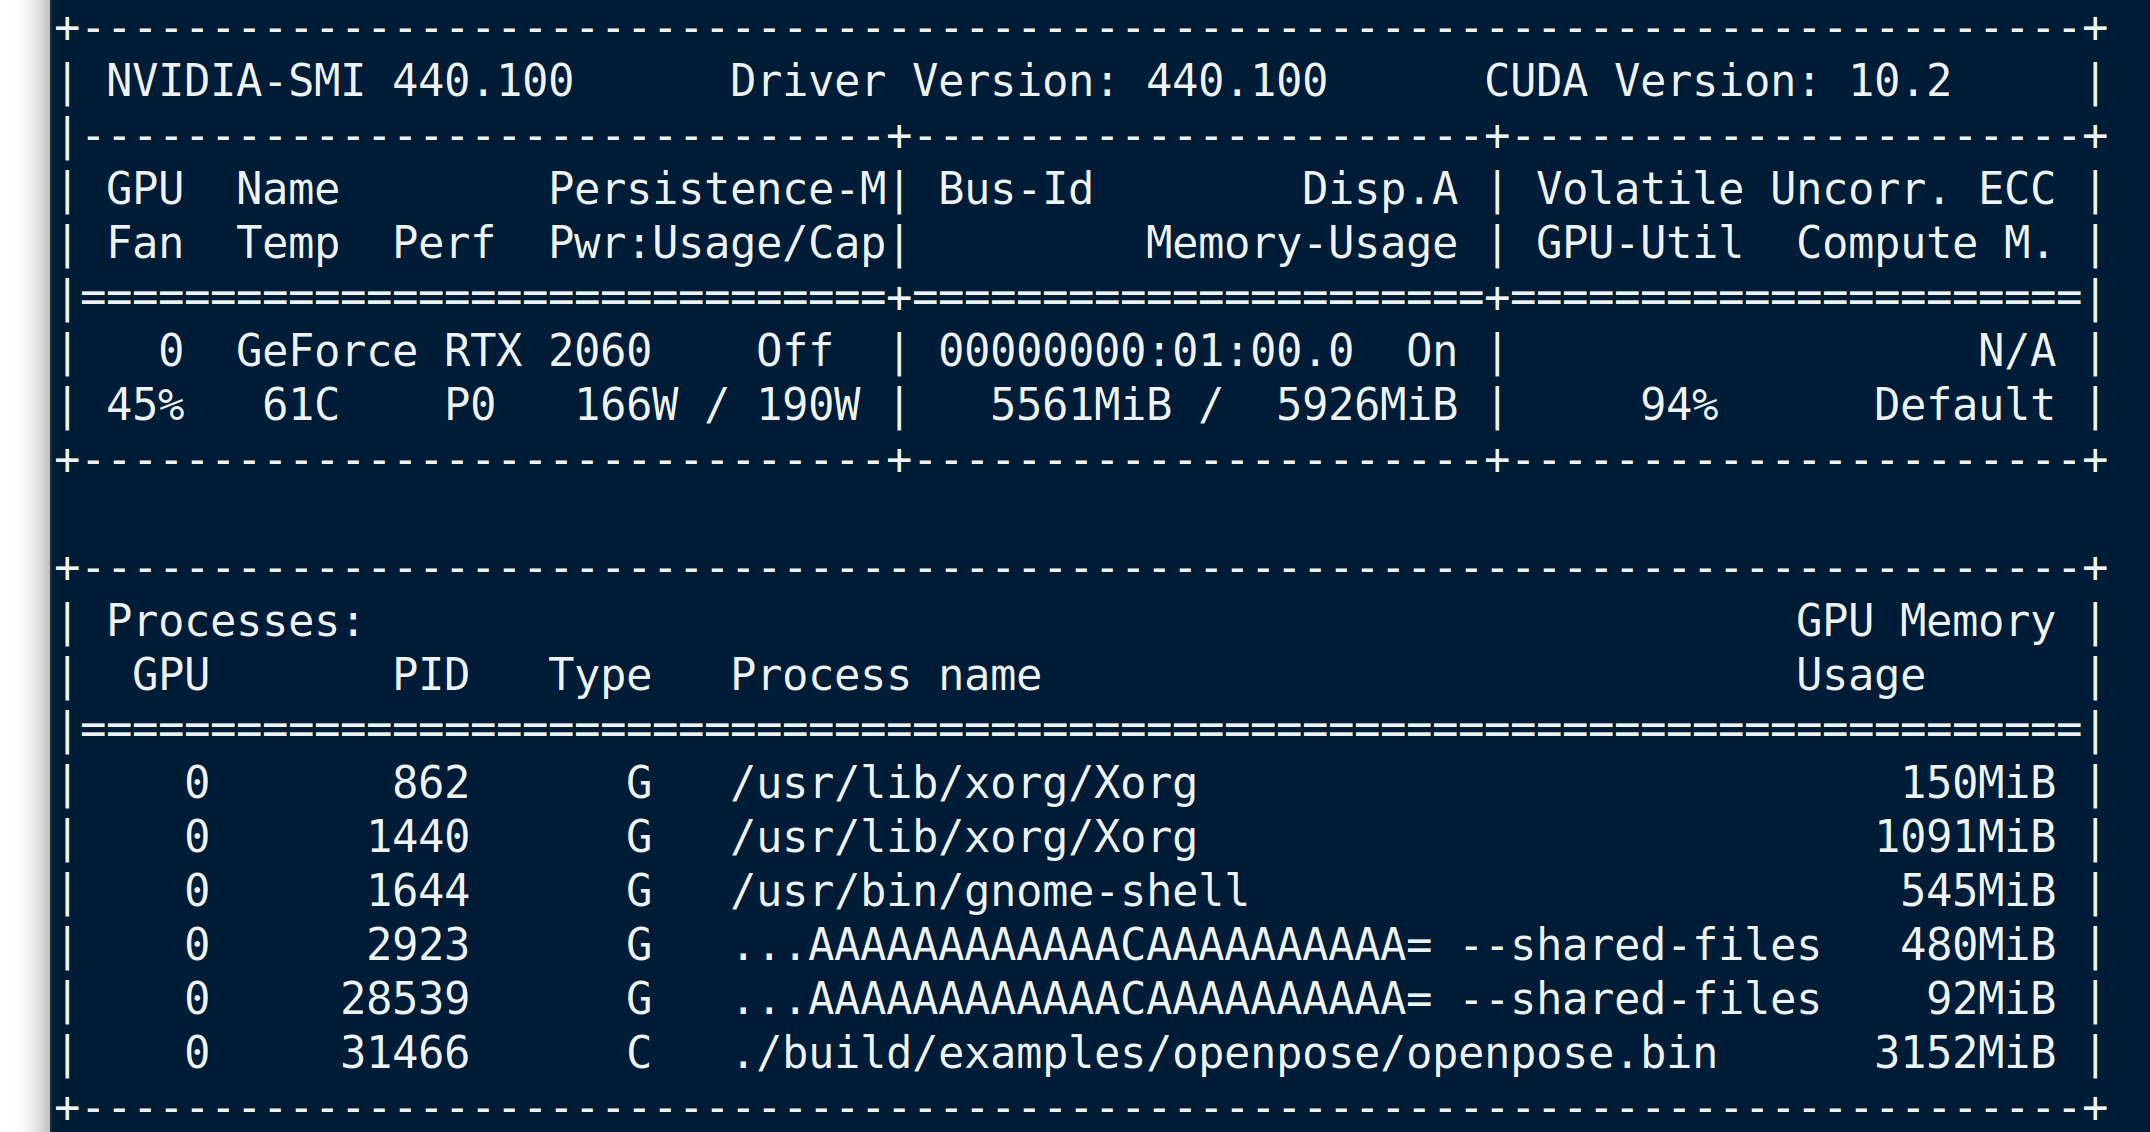 +-----------------------------------------------------------------------------+
| NVIDIA-SMI 440.100      Driver Version: 440.100      CUDA Version: 10.2     |
|-------------------------------+----------------------+----------------------+
| GPU  Name        Persistence-M| Bus-Id        Disp.A | Volatile Uncorr. ECC |
| Fan  Temp  Perf  Pwr:Usage/Cap|         Memory-Usage | GPU-Util  Compute M. |
|===============================+======================+======================|
|   0  GeForce RTX 2060    Off  | 00000000:01:00.0  On |                  N/A |
| 45%   61C    P0   166W / 190W |   5561MiB /  5926MiB |     94%      Default |
+-------------------------------+----------------------+----------------------+

+-----------------------------------------------------------------------------+
| Processes:                                                       GPU Memory |
|  GPU       PID   Type   Process name                             Usage      |
|=============================================================================|
|    0       862      G   /usr/lib/xorg/Xorg                           150MiB |
|    0      1440      G   /usr/lib/xorg/Xorg                          1091MiB |
|    0      1644      G   /usr/bin/gnome-shell                         545MiB |
|    0      2923      G   ...AAAAAAAAAAAACAAAAAAAAAA= --shared-files   480MiB |
|    0     28539      G   ...AAAAAAAAAAAACAAAAAAAAAA= --shared-files    92MiB |
|    0     31466      C   ./build/examples/openpose/openpose.bin      3152MiB |
+-----------------------------------------------------------------------------+